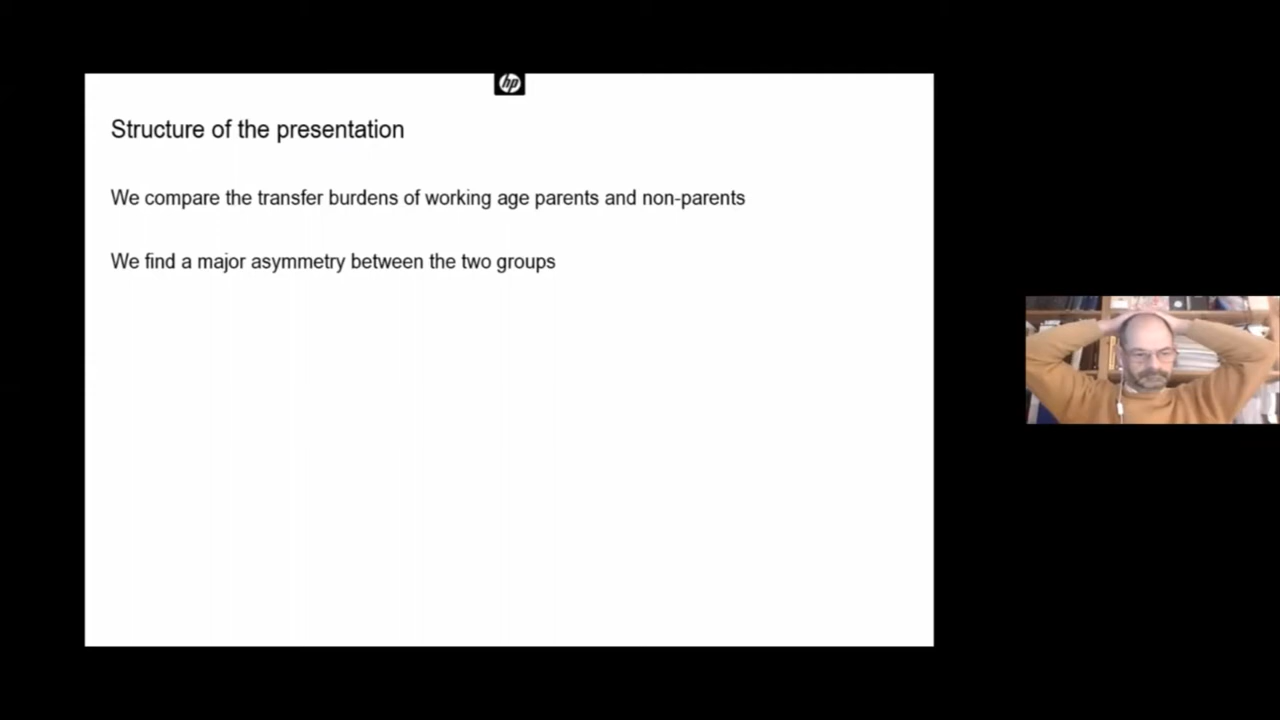 hp
Structure of the presentation
We compare the transfer burdens of working age parents and non-parents
We find a major asymmetry between the two groups